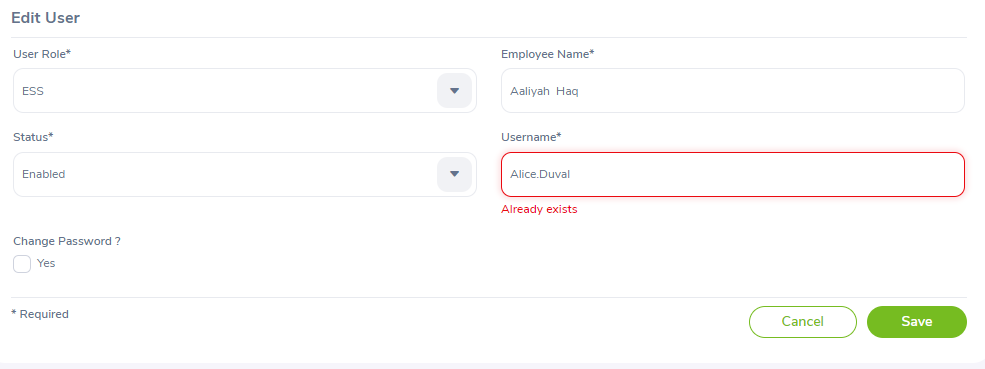 Edit User
User Role*
Employee Name*
ESS
Aaliyah  Haq
Status*
Username*
Enabled
Alice.Duval
Already exists
Change Password ?
Yes
* Required
Cancel
Save